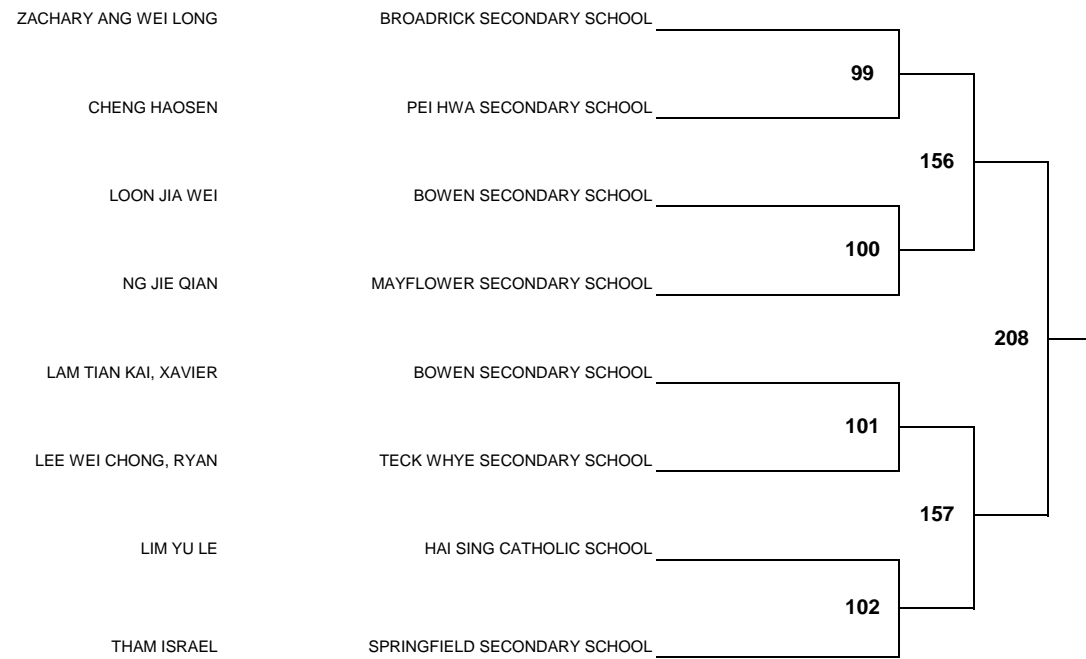 ZACHARY ANG WEI LONG BROADRICK SECONDARY SCHOOL
99
CHENG HAOSEN PEI HWA SECONDARY SCHOOL
156
LOON JIA WEI BOWEN SECONDARY SCHOOL
100
NG JIE QIAN MAYFLOWER SECONDARY SCHOOL
208
LAM TIAN KAI, XAVIER BOWEN SECONDARY SCHOOL
101
LEE WEI CHONG, RYAN TECK WHYE SECONDARY SCHOOL
157
LIM YU LE HAI SING CATHOLIC SCHOOL
102
THAM ISRAEL SPRINGFIELD SECONDARY SCHOOL